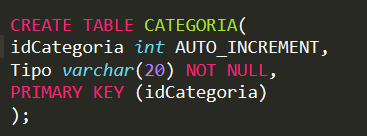 CREATE TABLE CATEGORIA(
idCategoria int AUTO_INCREMENT,
Tipo varchar(20) NOT NULL,
PRIMARY KEY (idCategoria)
);